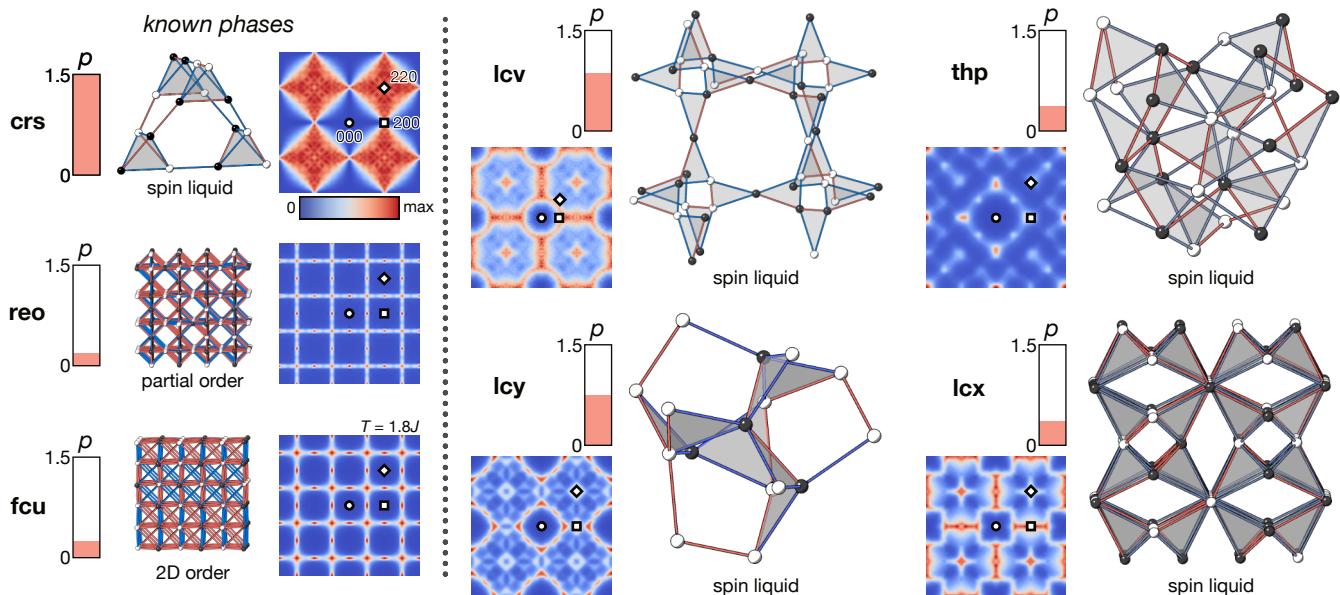 known phases
p
1.5
0
crs
spin liquid
220
200
000
0
max
p
1.5
0
reo
partial order
p
1.5
0
fcu
2D order
T = 1.8J
p
1.5
0
lcv
spin liquid
p
1.5
0
thp
spin liquid
p
1.5
0
lcy
spin liquid
p
1.5
0
lcx
spin liquid